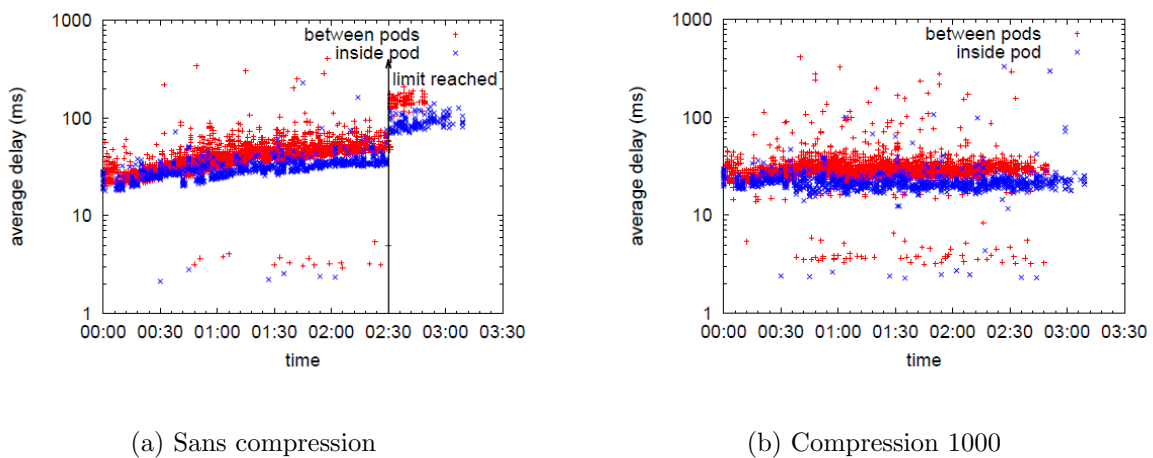 1000
100
10
1
average delay (ms)
between pods
inside pod
limit reached
00:00 00:30 01:00 01:30 02:00 02:30 03:00 03:30
time
(a) Sans compression
1000
100
10
1
average delay (ms)
between pods
inside pod
00:00 00:30 01:00 01:30 02:00 02:30 03:00 03:30
time
(b) Compression 1000